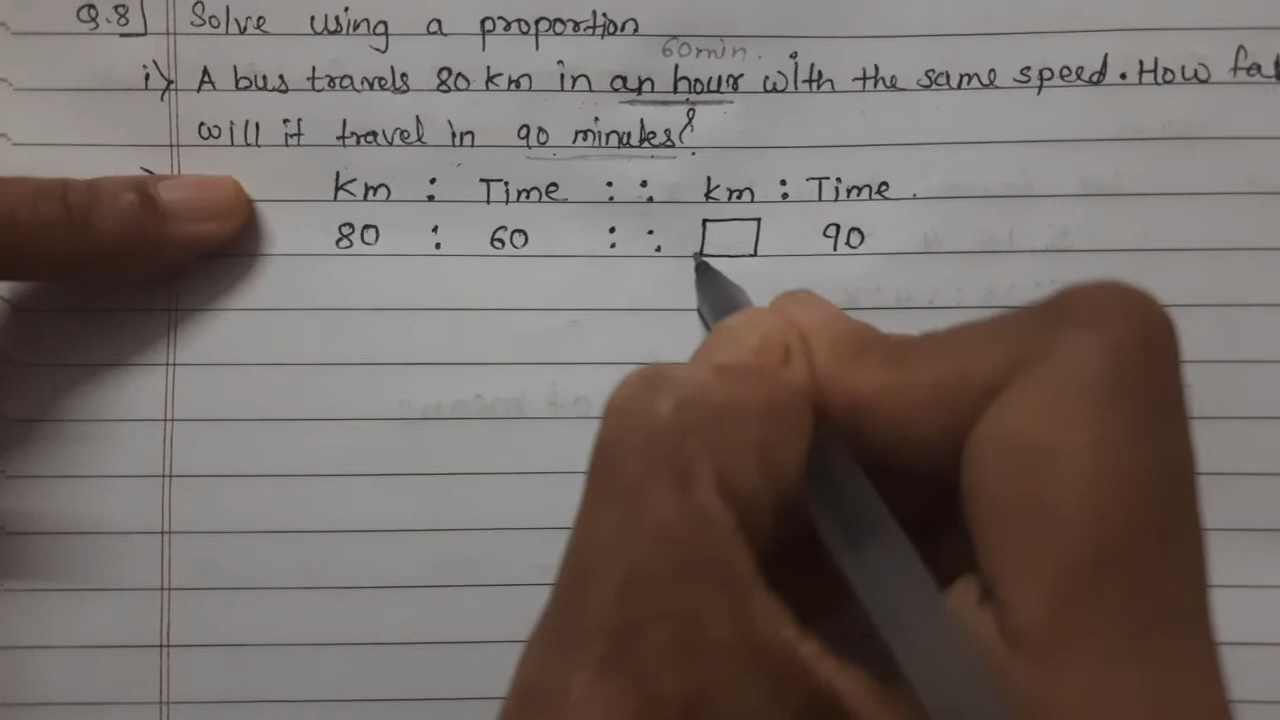 Q.8] Solve using a proportion
60min.
i) A bus travels 80 km in an hour with the same speed. How fa
will it travel in 90 minutes?
Km : Time :: km : Time.
80 : 60 :: 90